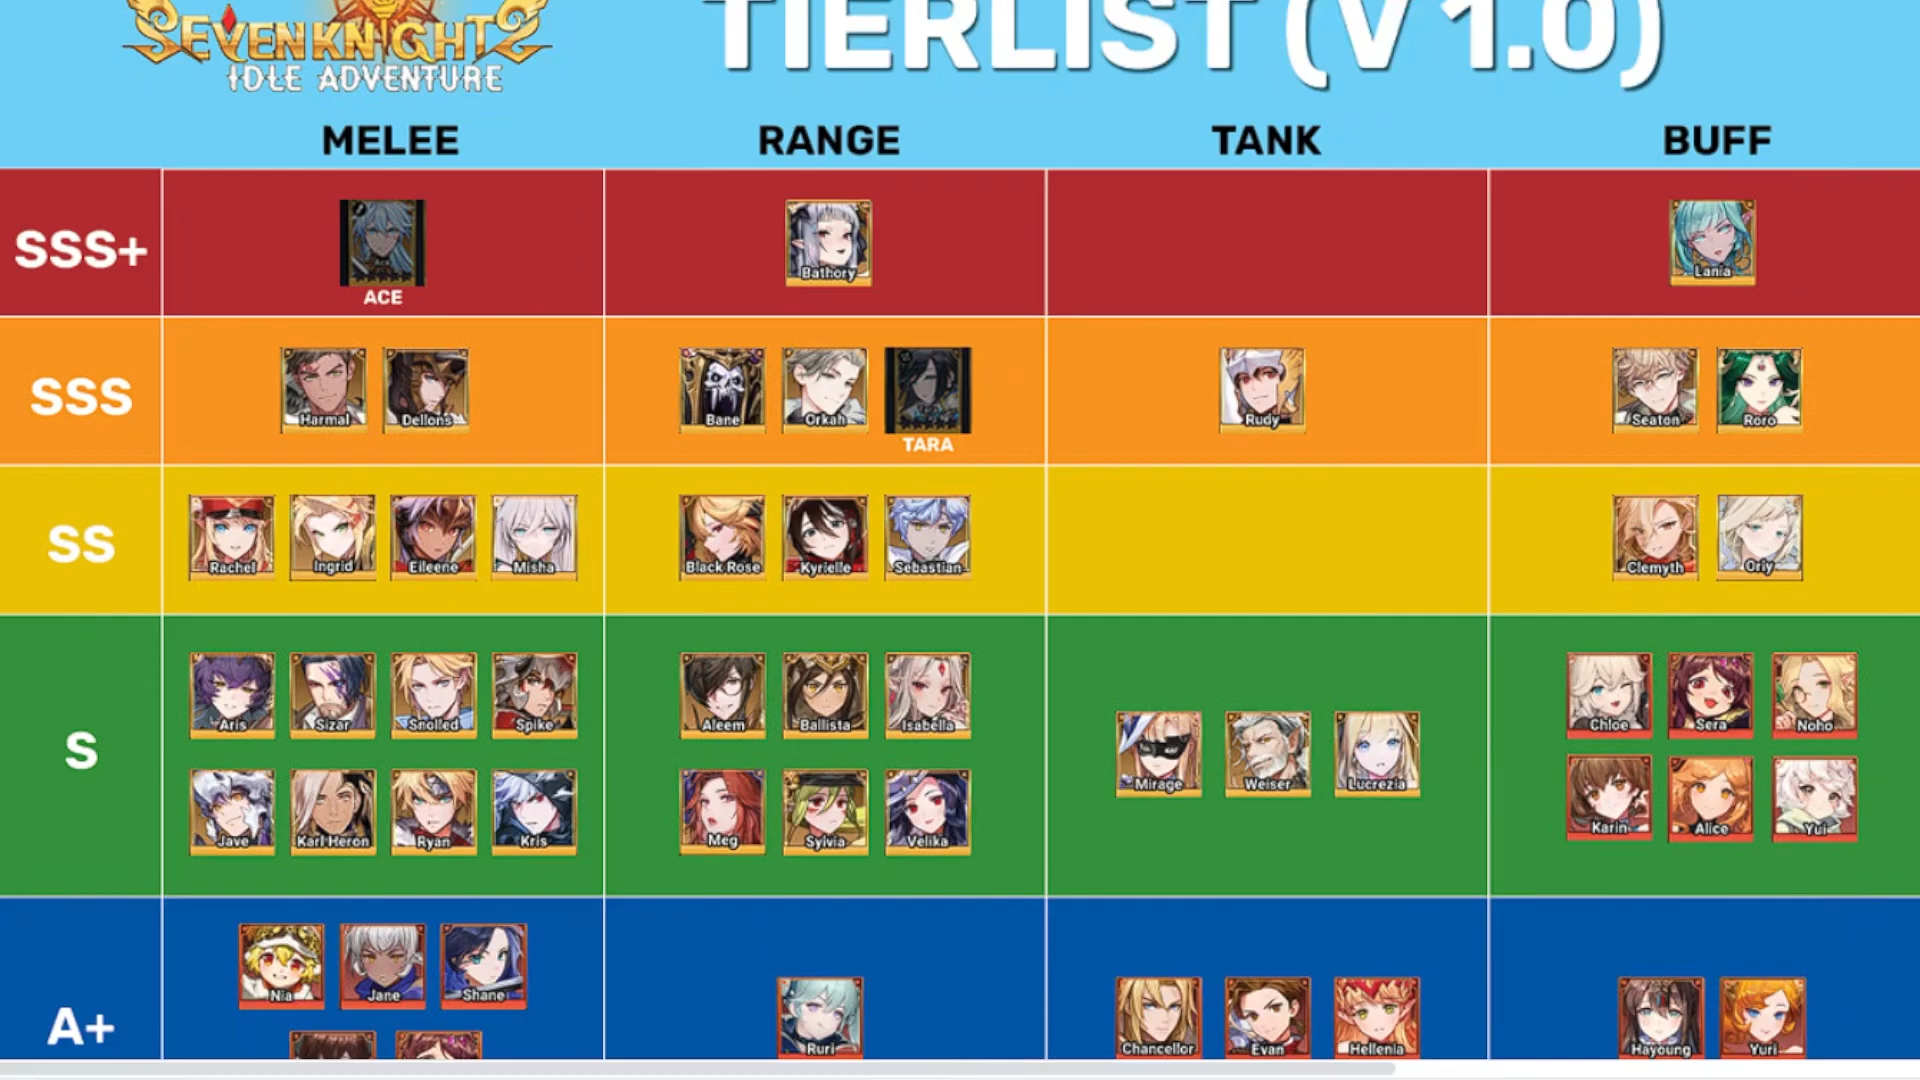 SEVEN KNIGHTS
IDLE ADVENTURE
TIERLIST (V 1.0)
MELEE RANGE TANK BUFF
SSS+
Bathory Lania
ACE
SSS
Harmal Dellons Bane Orkah Rudy Seaton Roro
TARA
SS
Rachel Ingrid Eileene Misha Black Rose Kyrielle Sebastian Clemyth Orly
S
Aris Sizar Snolled Spike Aleem Ballista Isabella Chloe Sera Noho
Mirage Weiser Lucrezia
Jave Karl Heron Ryan Kris Meg Sylvia Velika Karin Alice Yui
A+
Nia Jane Shane
Ruri Chancellor Evan Hellenia Hayoung Yuri